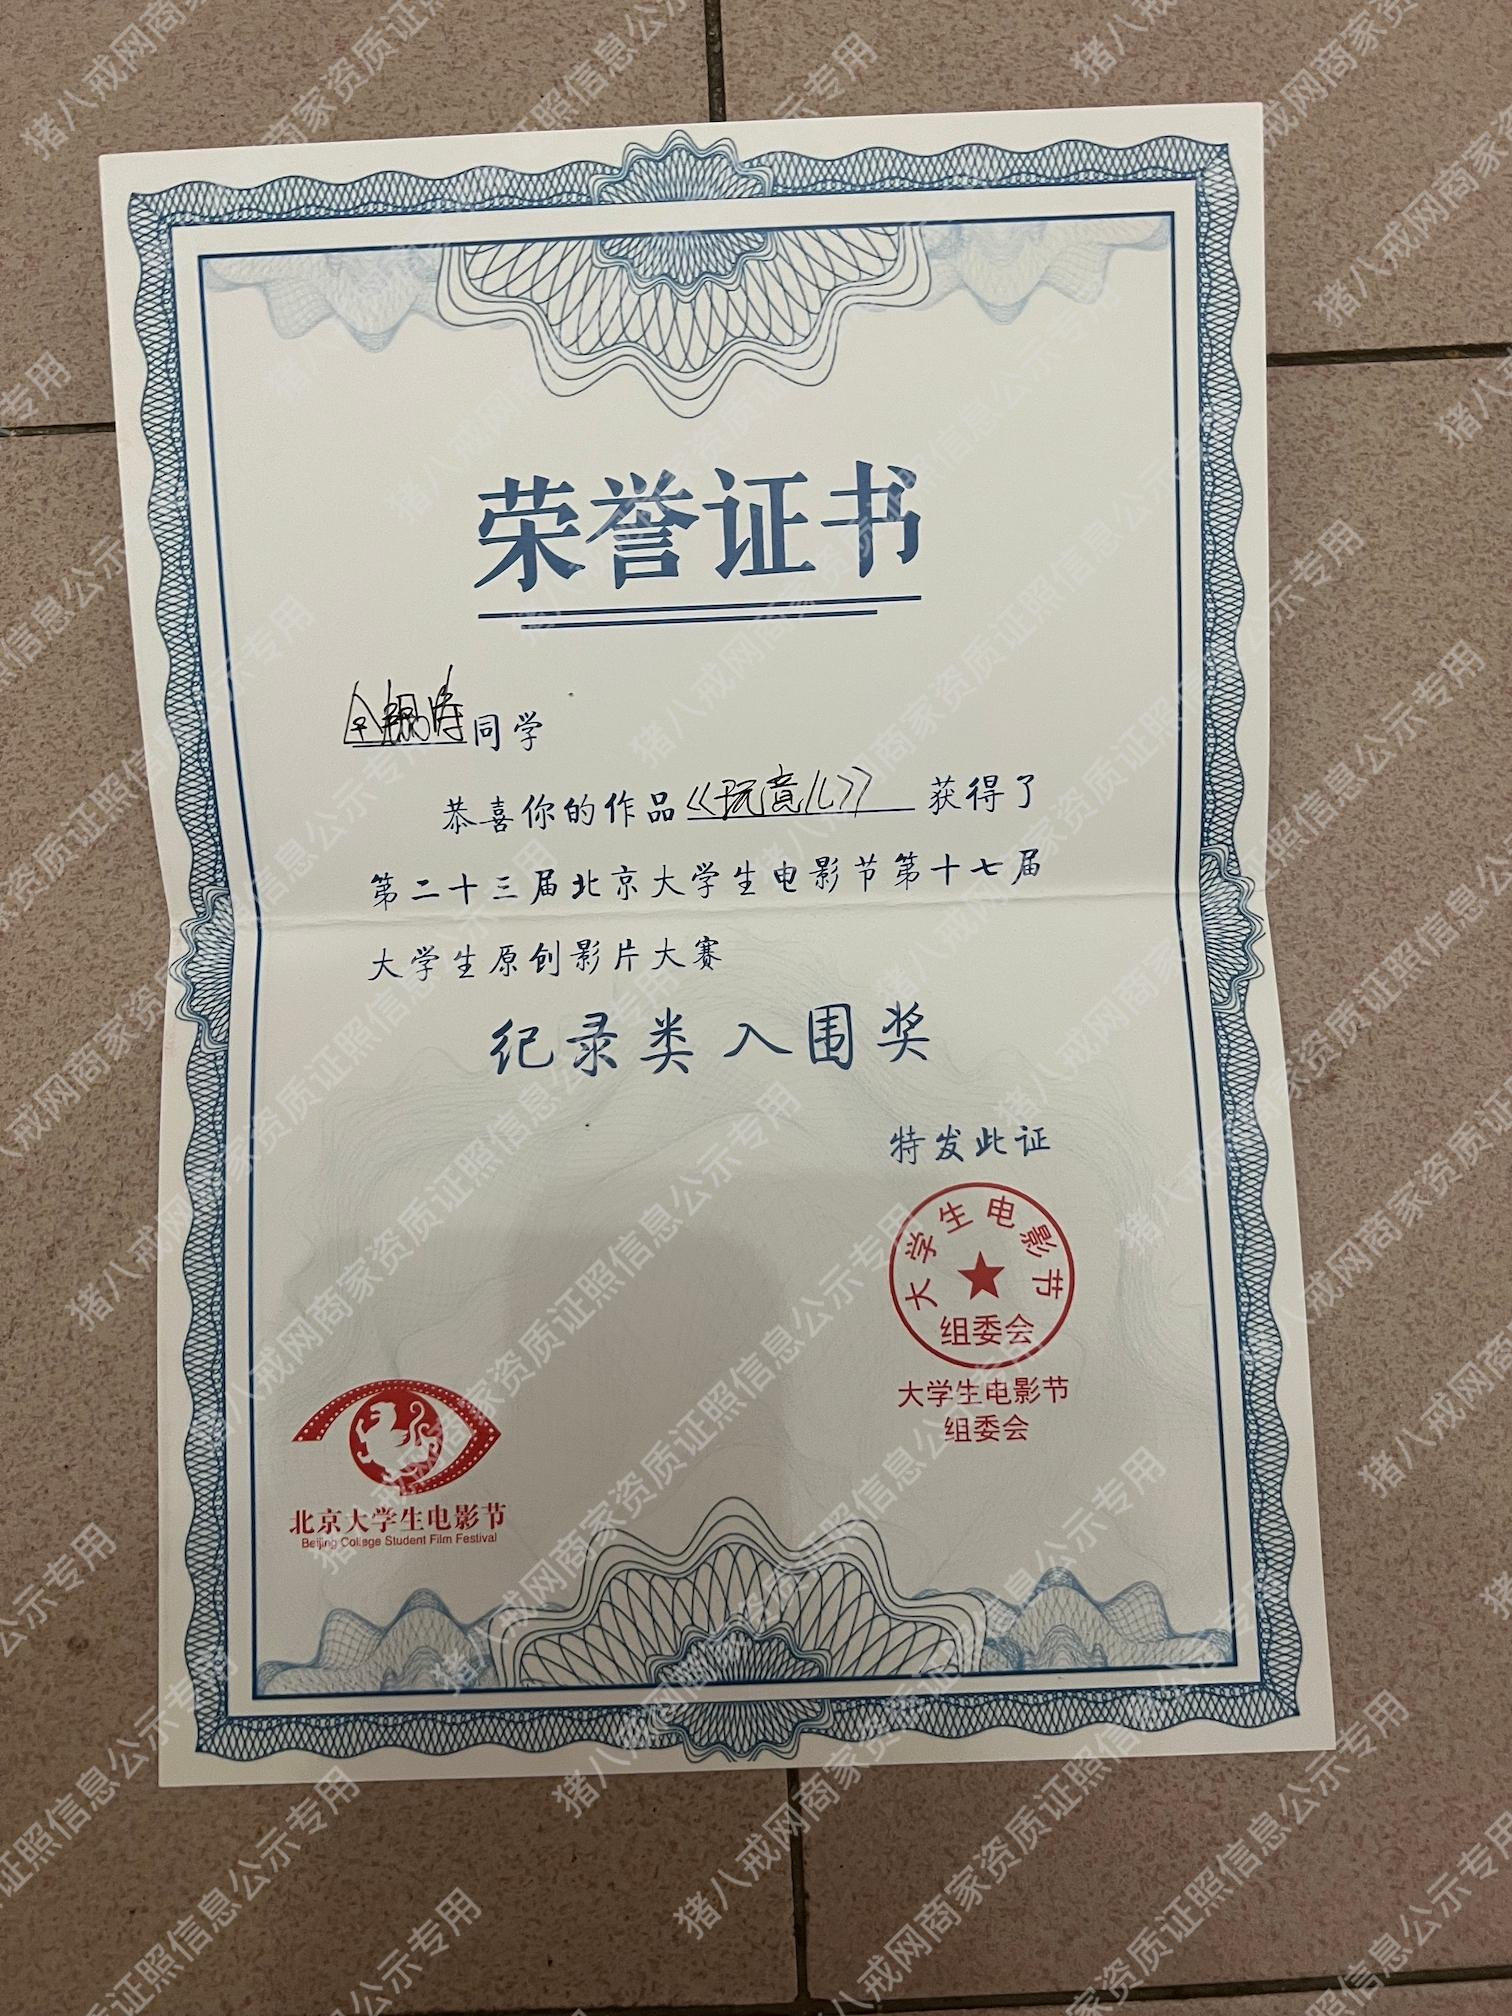 荣誉证书
同学
恭喜你的作品《玩意儿》 获得了
第二十三届北京大学生电影节第十七届
大学生原创影片大赛
纪录类入围奖
特发此证
大学生电影节
组委会
大学生电影节
组委会
北京大学生电影节
Beijing College Student Film Festival
猪八戒网商家资质证照信息公示专用